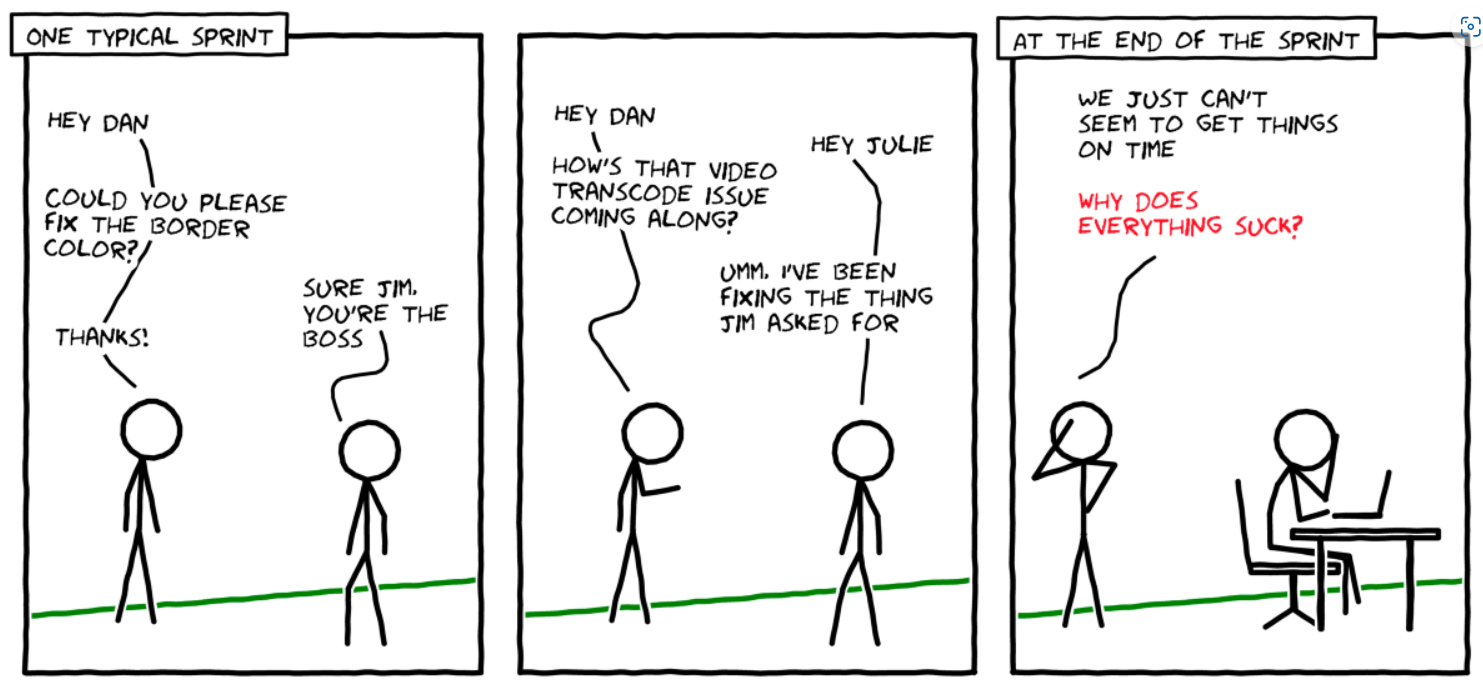 ONE TYPICAL SPRINT
HEY DAN
COULD YOU PLEASE
FIX THE BORDER
COLOR?
THANKS!
SURE JIM,
YOU'RE THE
BOSS
HEY DAN
HOW'S THAT VIDEO
TRANSCODE ISSUE
COMING ALONG?
HEY JULIE
UMM, I'VE BEEN
FIXING THE THING
JIM ASKED FOR
AT THE END OF THE SPRINT
WE JUST CAN'T
SEEM TO GET THINGS
ON TIME
WHY DOES
EVERYTHING SUCK?